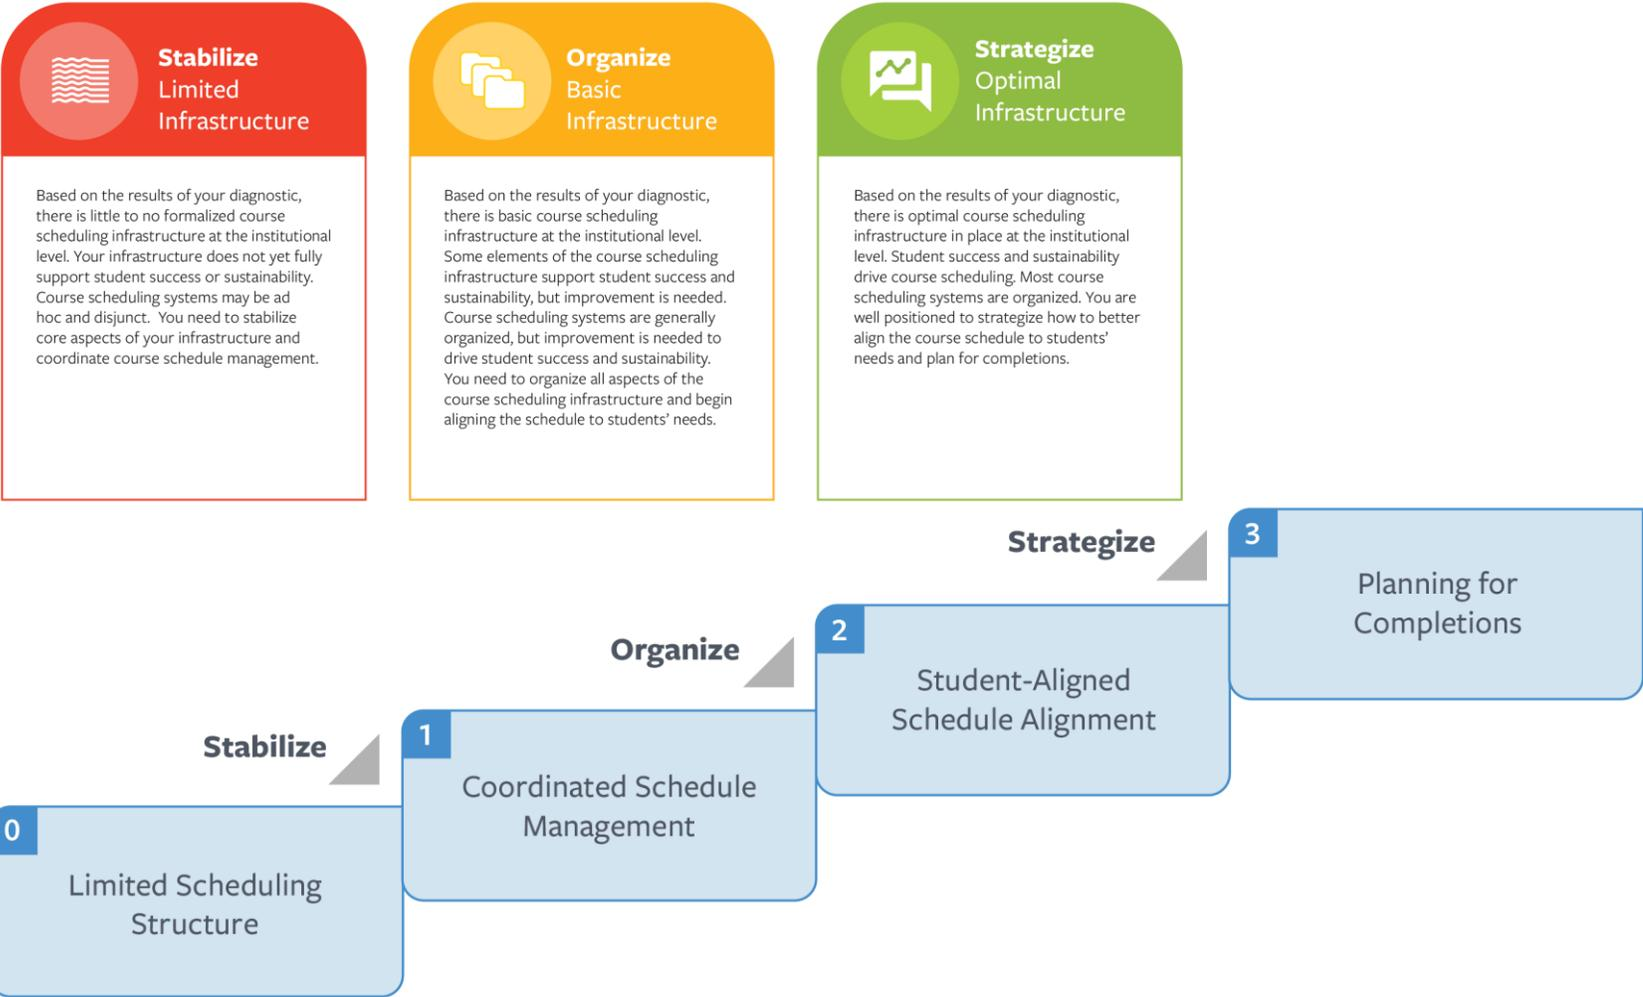 Stabilize
Limited
Infrastructure
Based on the results of your diagnostic,
there is little to no formalized course
scheduling infrastructure at the institutional
level. Your infrastructure does not yet fully
support student success or sustainability.
Course scheduling systems may be ad
hoc and disjunct.  You need to stabilize
core aspects of your infrastructure and
coordinate course schedule management.
Organize
Basic
Infrastructure
Based on the results of your diagnostic,
there is basic course scheduling
infrastructure at the institutional level.
Some elements of the course scheduling
infrastructure support student success and
sustainability, but improvement is needed.
Course scheduling systems are generally
organized, but improvement is needed to
drive student success and sustainability.
You need to organize all aspects of the
course scheduling infrastructure and begin
aligning the schedule to students’ needs.
Strategize
Optimal
Infrastructure
Based on the results of your diagnostic,
there is optimal course scheduling
infrastructure in place at the institutional
level. Student success and sustainability
drive course scheduling. Most course
scheduling systems are organized. You are
well positioned to strategize how to better
align the course schedule to students’
needs and plan for completions.
Stabilize
Organize
Strategize
0
Limited Scheduling
Structure
1
Coordinated Schedule
Management
2
Student-Aligned
Schedule Alignment
3
Planning for
Completions